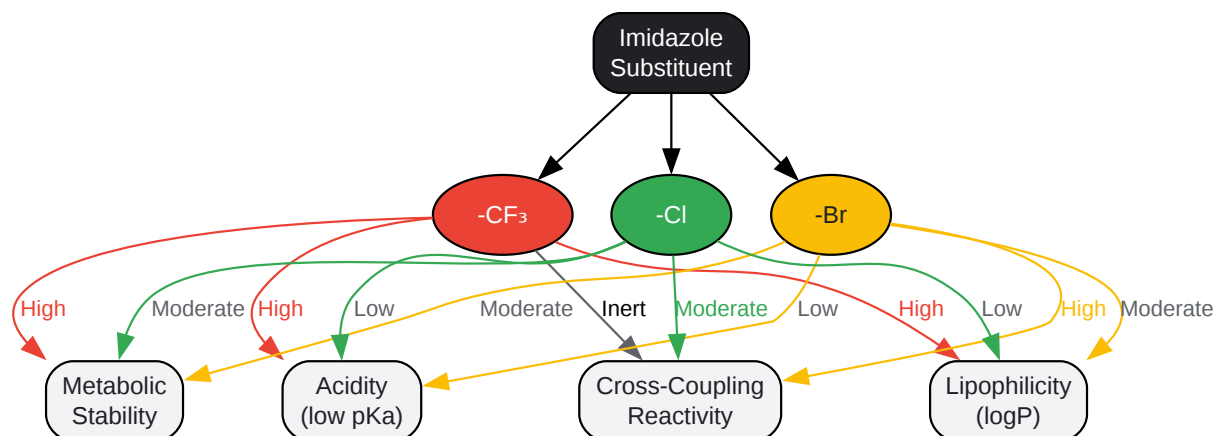 Imidazole
Substituent
-CF₃
-Cl
-Br
High
Moderate
High
Low
Moderate
Inert
Moderate
Low
High
Low
High
Moderate
Metabolic
Stability
Acidity
(low pKa)
Cross-Coupling
Reactivity
Lipophilicity
(logP)